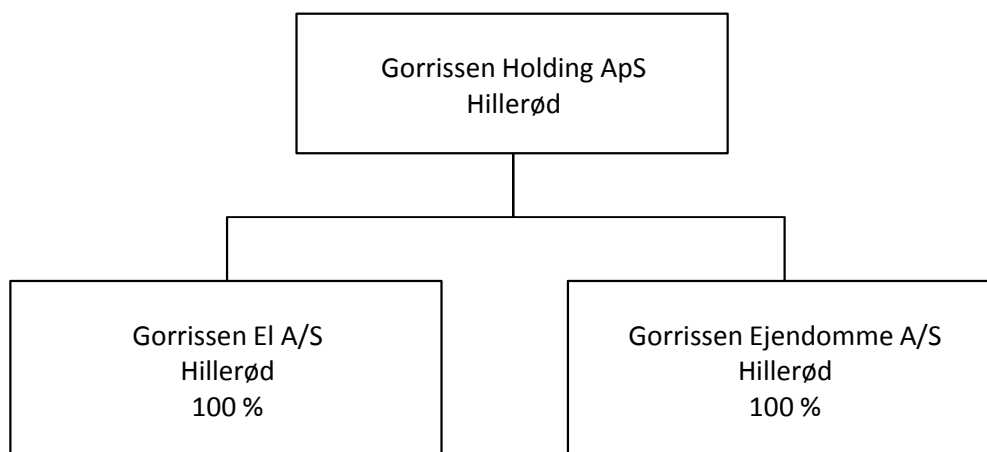 Gorrissen Holding ApS
Hillerød
Gorrissen El A/S
Hillerød
100 %
Gorrissen Ejendomme A/S
Hillerød
100 %